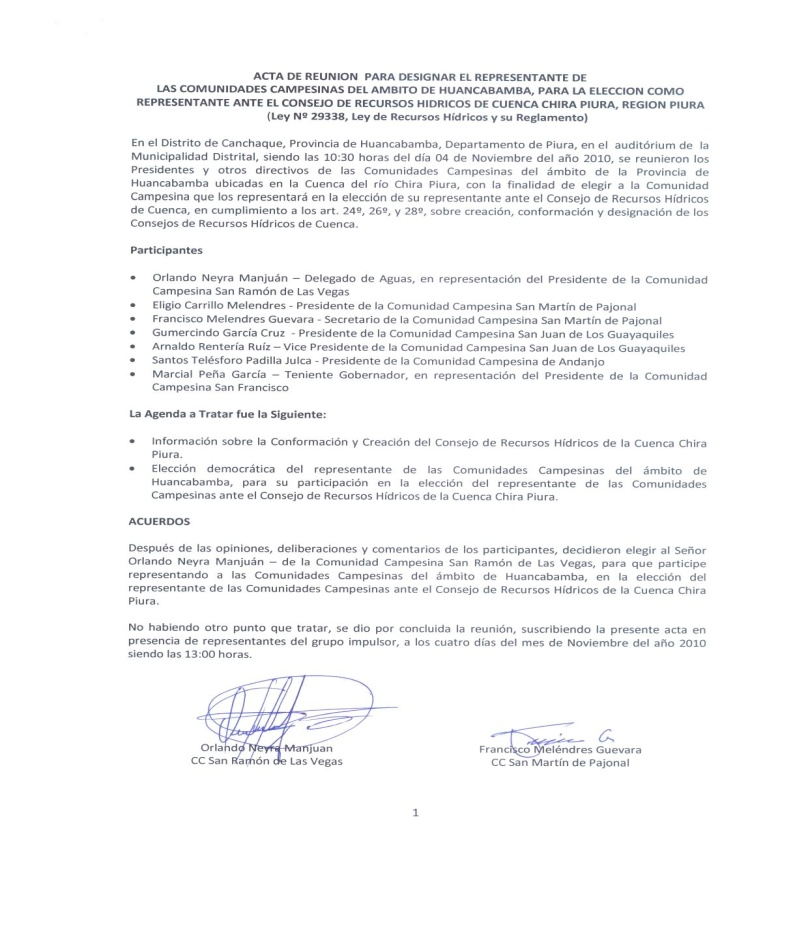 ACTA DE REUNION PARA DESIGNAR EL REPRESENTANTE DE
LAS COMUNIDADES CAMPESINAS DEL AMBITO DE HUANCABAMBA, PARA LA ELECCION COMO
REPRESENTANTE ANTE EL CONSEJO DE RECURSOS HIDRICOS DE CUENCA CHIRA PIURA, REGION PIURA
(Ley Nº 29338, Ley de Recursos Hídricos y su Reglamento)
En el Distrito de Canchaque, Provincia de Huancabamba, Departamento de Piura, en el auditórium de la
Municipalidad Distrital, siendo las 10:30 horas del día 04 de Noviembre del año 2010, se reunieron los
Presidentes y otros directivos de las Comunidades Campesinas del ámbito de la Provincia de
Huancabamba ubicadas en la Cuenca del río Chira Piura, con la finalidad de elegir a la Comunidad
Campesina que los representará en la elección de su representante ante el Consejo de Recursos Hídricos
de Cuenca, en cumplimiento a los art. 24º, 26º, y 28º, sobre creación, conformación y designación de los
Consejos de Recursos Hídricos de Cuenca.
Participantes
• Orlando Neyra Manjuán – Delegado de Aguas, en representación del Presidente de la Comunidad
Campesina San Ramón de Las Vegas
• Eligio Carrillo Melendres - Presidente de la Comunidad Campesina San Martín de Pajonal
• Francisco Melendres Guevara - Secretario de la Comunidad Campesina San Martín de Pajonal
• Gumercindo García Cruz - Presidente de la Comunidad Campesina San Juan de Los Guayaquiles
• Arnaldo Rentería Ruíz – Vice Presidente de la Comunidad Campesina San Juan de Los Guayaquiles
• Santos Telésforo Padilla Julca - Presidente de la Comunidad Campesina de Andanjo
• Marcial Peña García – Teniente Gobernador, en representación del Presidente de la Comunidad
Campesina San Francisco
La Agenda a Tratar fue la Siguiente:
• Información sobre la Conformación y Creación del Consejo de Recursos Hídricos de la Cuenca Chira
Piura.
• Elección democrática del representante de las Comunidades Campesinas del ámbito de
Huancabamba, para su participación en la elección del representante de las Comunidades
Campesinas ante el Consejo de Recursos Hídricos de la Cuenca Chira Piura.
ACUERDOS
Después de las opiniones, deliberaciones y comentarios de los participantes, decidieron elegir al Señor
Orlando Neyra Manjuán – de la Comunidad Campesina San Ramón de Las Vegas, para que participe
representando a las Comunidades Campesinas del ámbito de Huancabamba, en la elección del
representante de las Comunidades Campesinas ante el Consejo de Recursos Hídricos de la Cuenca Chira
Piura.
No habiendo otro punto que tratar, se dio por concluida la reunión, suscribiendo la presente acta en
presencia de representantes del grupo impulsor, a los cuatro días del mes de Noviembre del año 2010
siendo las 13:00 horas.
Orlando Neyra Manjuan
CC San Ramón de Las Vegas
Francisco Meléndres Guevara
CC San Martín de Pajonal
1